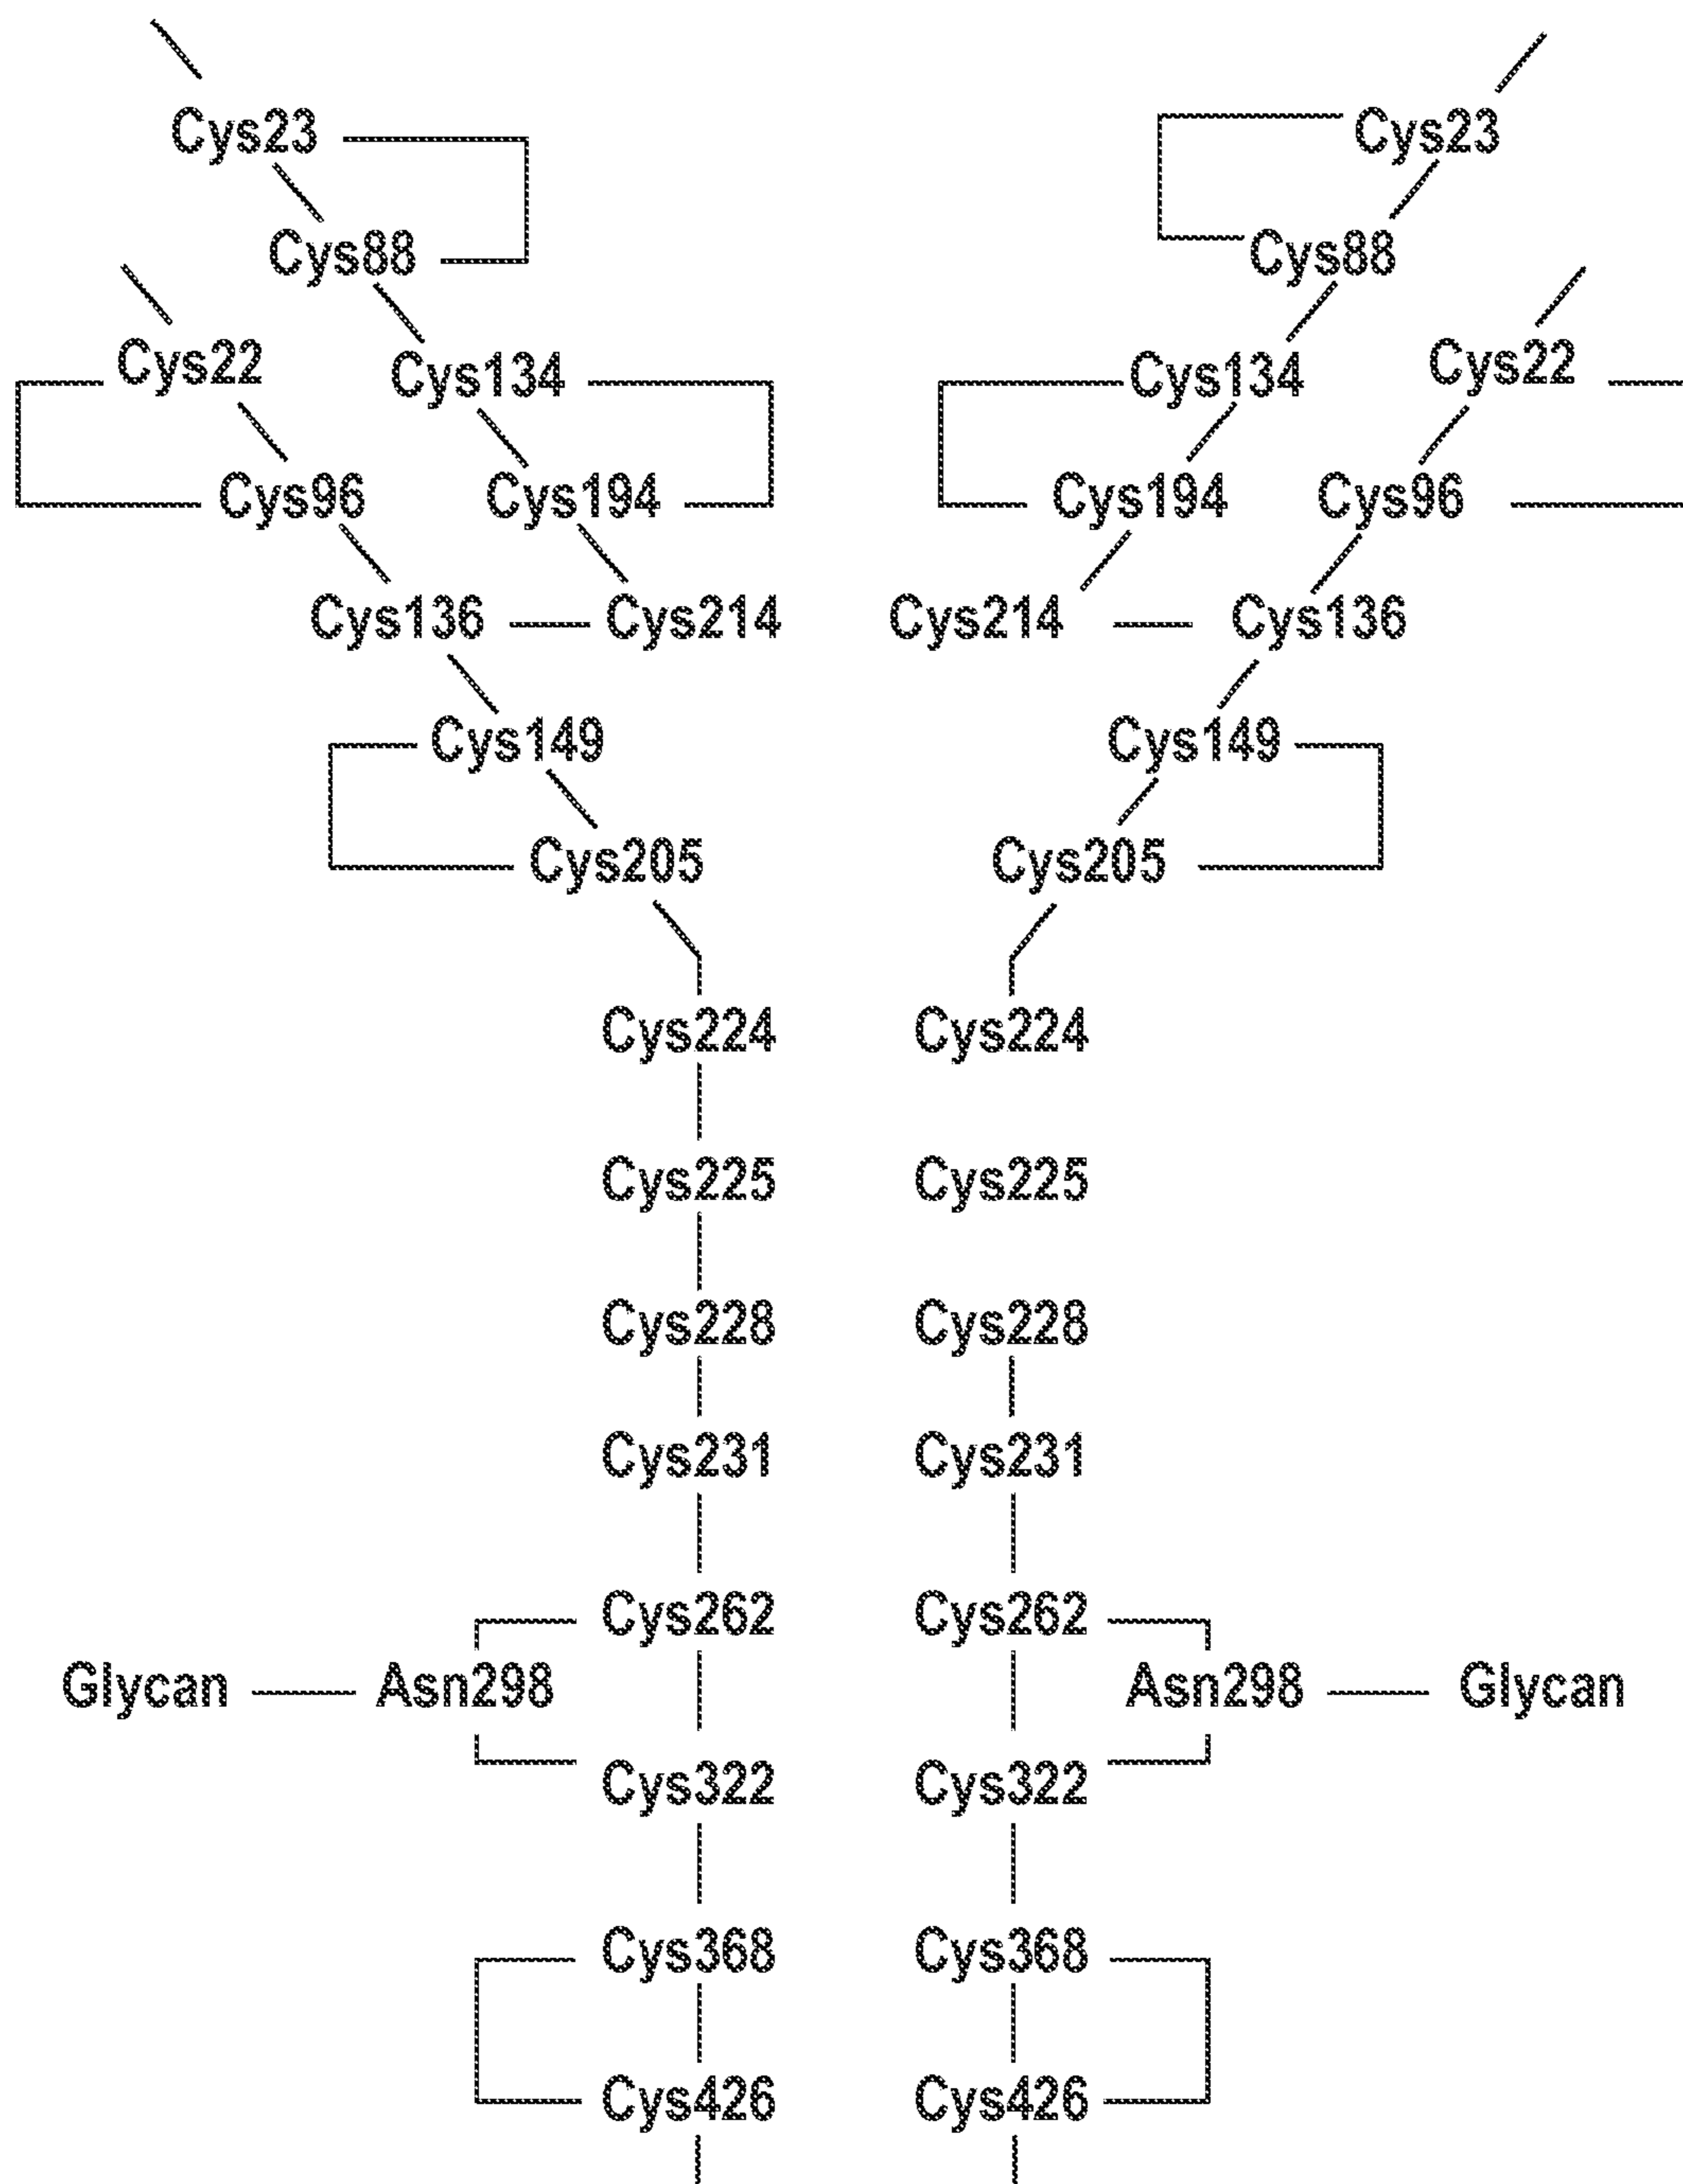 Cys23 Cys23
Cys88 Cys88
Cys22 Cys134 Cys134 Cys22
Cys96 Cys194 Cys194 Cys96
Cys136 Cys214 Cys214 Cys136
Cys149 Cys149
Cys205 Cys205
Cys224 Cys224
Cys225 Cys225
Cys228 Cys228
Cys231 Cys231
Cys262 Cys262
Glycan Asn298 Asn298 Glycan
Cys322 Cys322
Cys368 Cys368
Cys426 Cys426